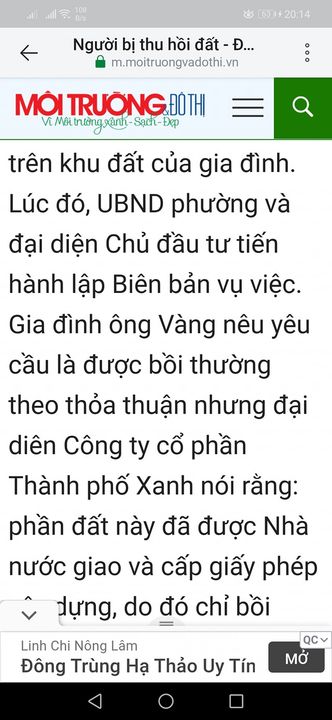 108
B/s
63
20:14
Người bị thu hồi đất - Đ...
m.moitruongvadothi.vn
MÔI TRƯỜNG &ĐÔ THỊ
Vì Môi trường xanh - Sạch - Đẹp
trên khu đất của gia đình.
Lúc đó, UBND phường và
đại diện Chủ đầu tư tiến
hành lập Biên bản vụ việc.
Gia đình ông Vàng nêu yêu
cầu là được bồi thường
theo thỏa thuận nhưng đại
diên Công ty cổ phần
Thành phố Xanh nói rằng:
phần đất này đã được Nhà
nước giao và cấp giấy phép
dựng, do đó chỉ bồi
QC
Linh Chi Nông Lâm
Đông Trùng Hạ Thảo Uy Tín
MỞ